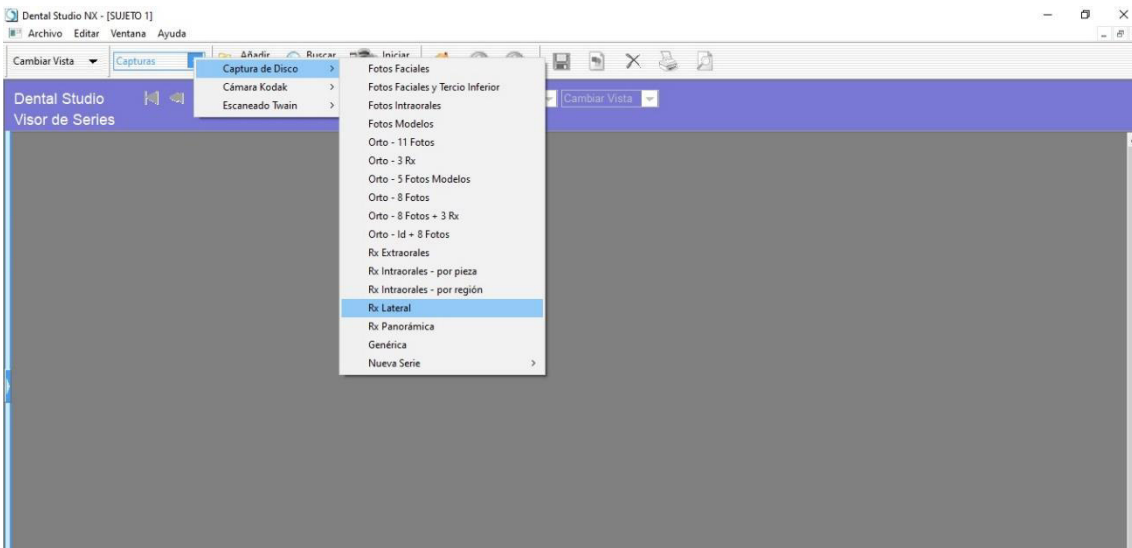 Dental Studio NX - [SUJETO 1]
Archivo Editar Ventana Ayuda
Cambiar Vista Capturas Añadir Buscar Iniciar
Captura de Disco
Cámara Kodak
Escaneado Twain
Fotos Faciales
Fotos Faciales y Tercio Inferior
Fotos Intraorales
Fotos Modelos
Orto - 11 Fotos
Orto - 3 Rx
Orto - 5 Fotos Modelos
Orto - 8 Fotos
Orto - 8 Fotos + 3 Rx
Orto - Id + 8 Fotos
Rx Extraorales
Rx Intraorales - por pieza
Rx Intraorales - por región
Rx Lateral
Rx Panorámica
Genérica
Nueva Serie
Dental Studio
Visor de Series
Cambiar Vista